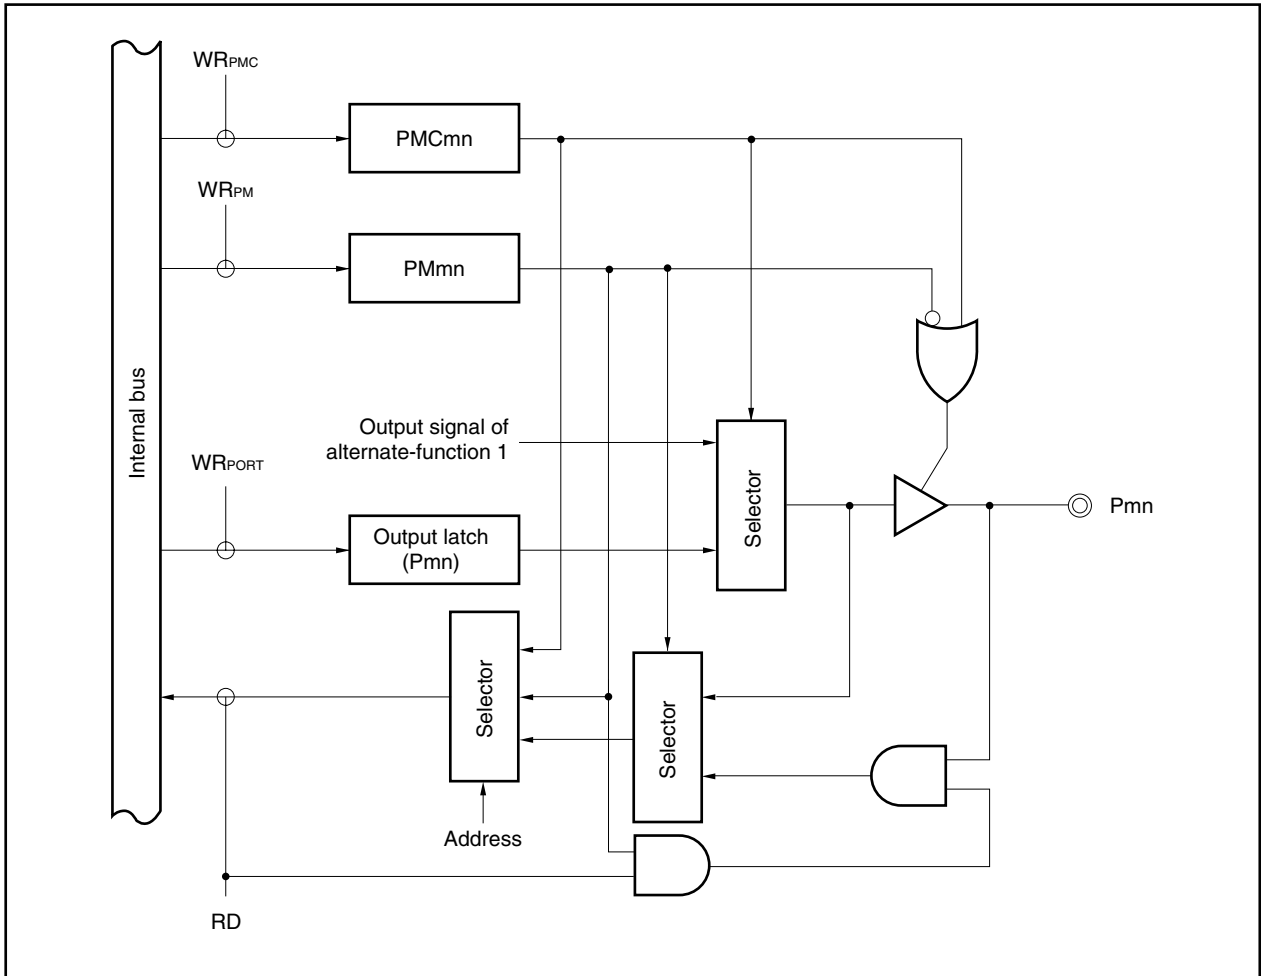 WRPMC
PMCmn
WRPM
PMmn
Internal bus
Output signal of
alternate-function 1
WRPORT
Output latch
(Pmn)
Selector
Pmn
Selector
Selector
Address
RD